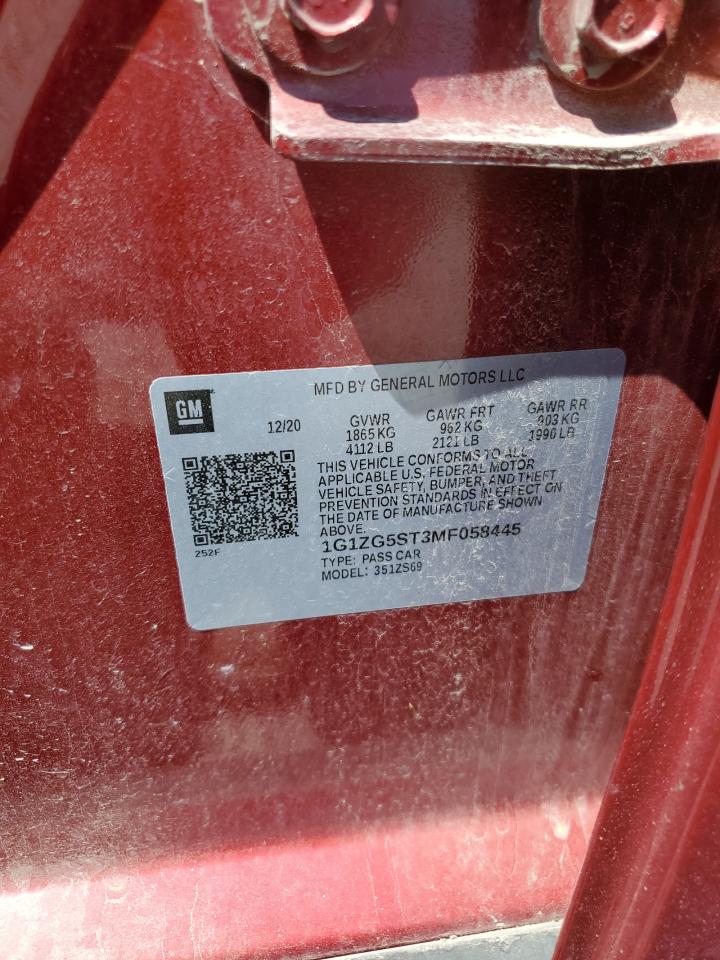 MFD BY GENERAL MOTORS LLC
GM
12/20 GVWR GAWR FRT GAWR RR
1865 KG 962 KG 903 KG
4112 LB 2121 LB 1990 LB
THIS VEHICLE CONFORMS TO ALL
APPLICABLE U.S. FEDERAL MOTOR
VEHICLE SAFETY, BUMPER, AND THEFT
PREVENTION STANDARDS IN EFFECT ON
THE DATE OF MANUFACTURE SHOWN
ABOVE.
252F
1G1ZG5ST3MF058445
TYPE: PASS CAR
MODEL: 351ZS69